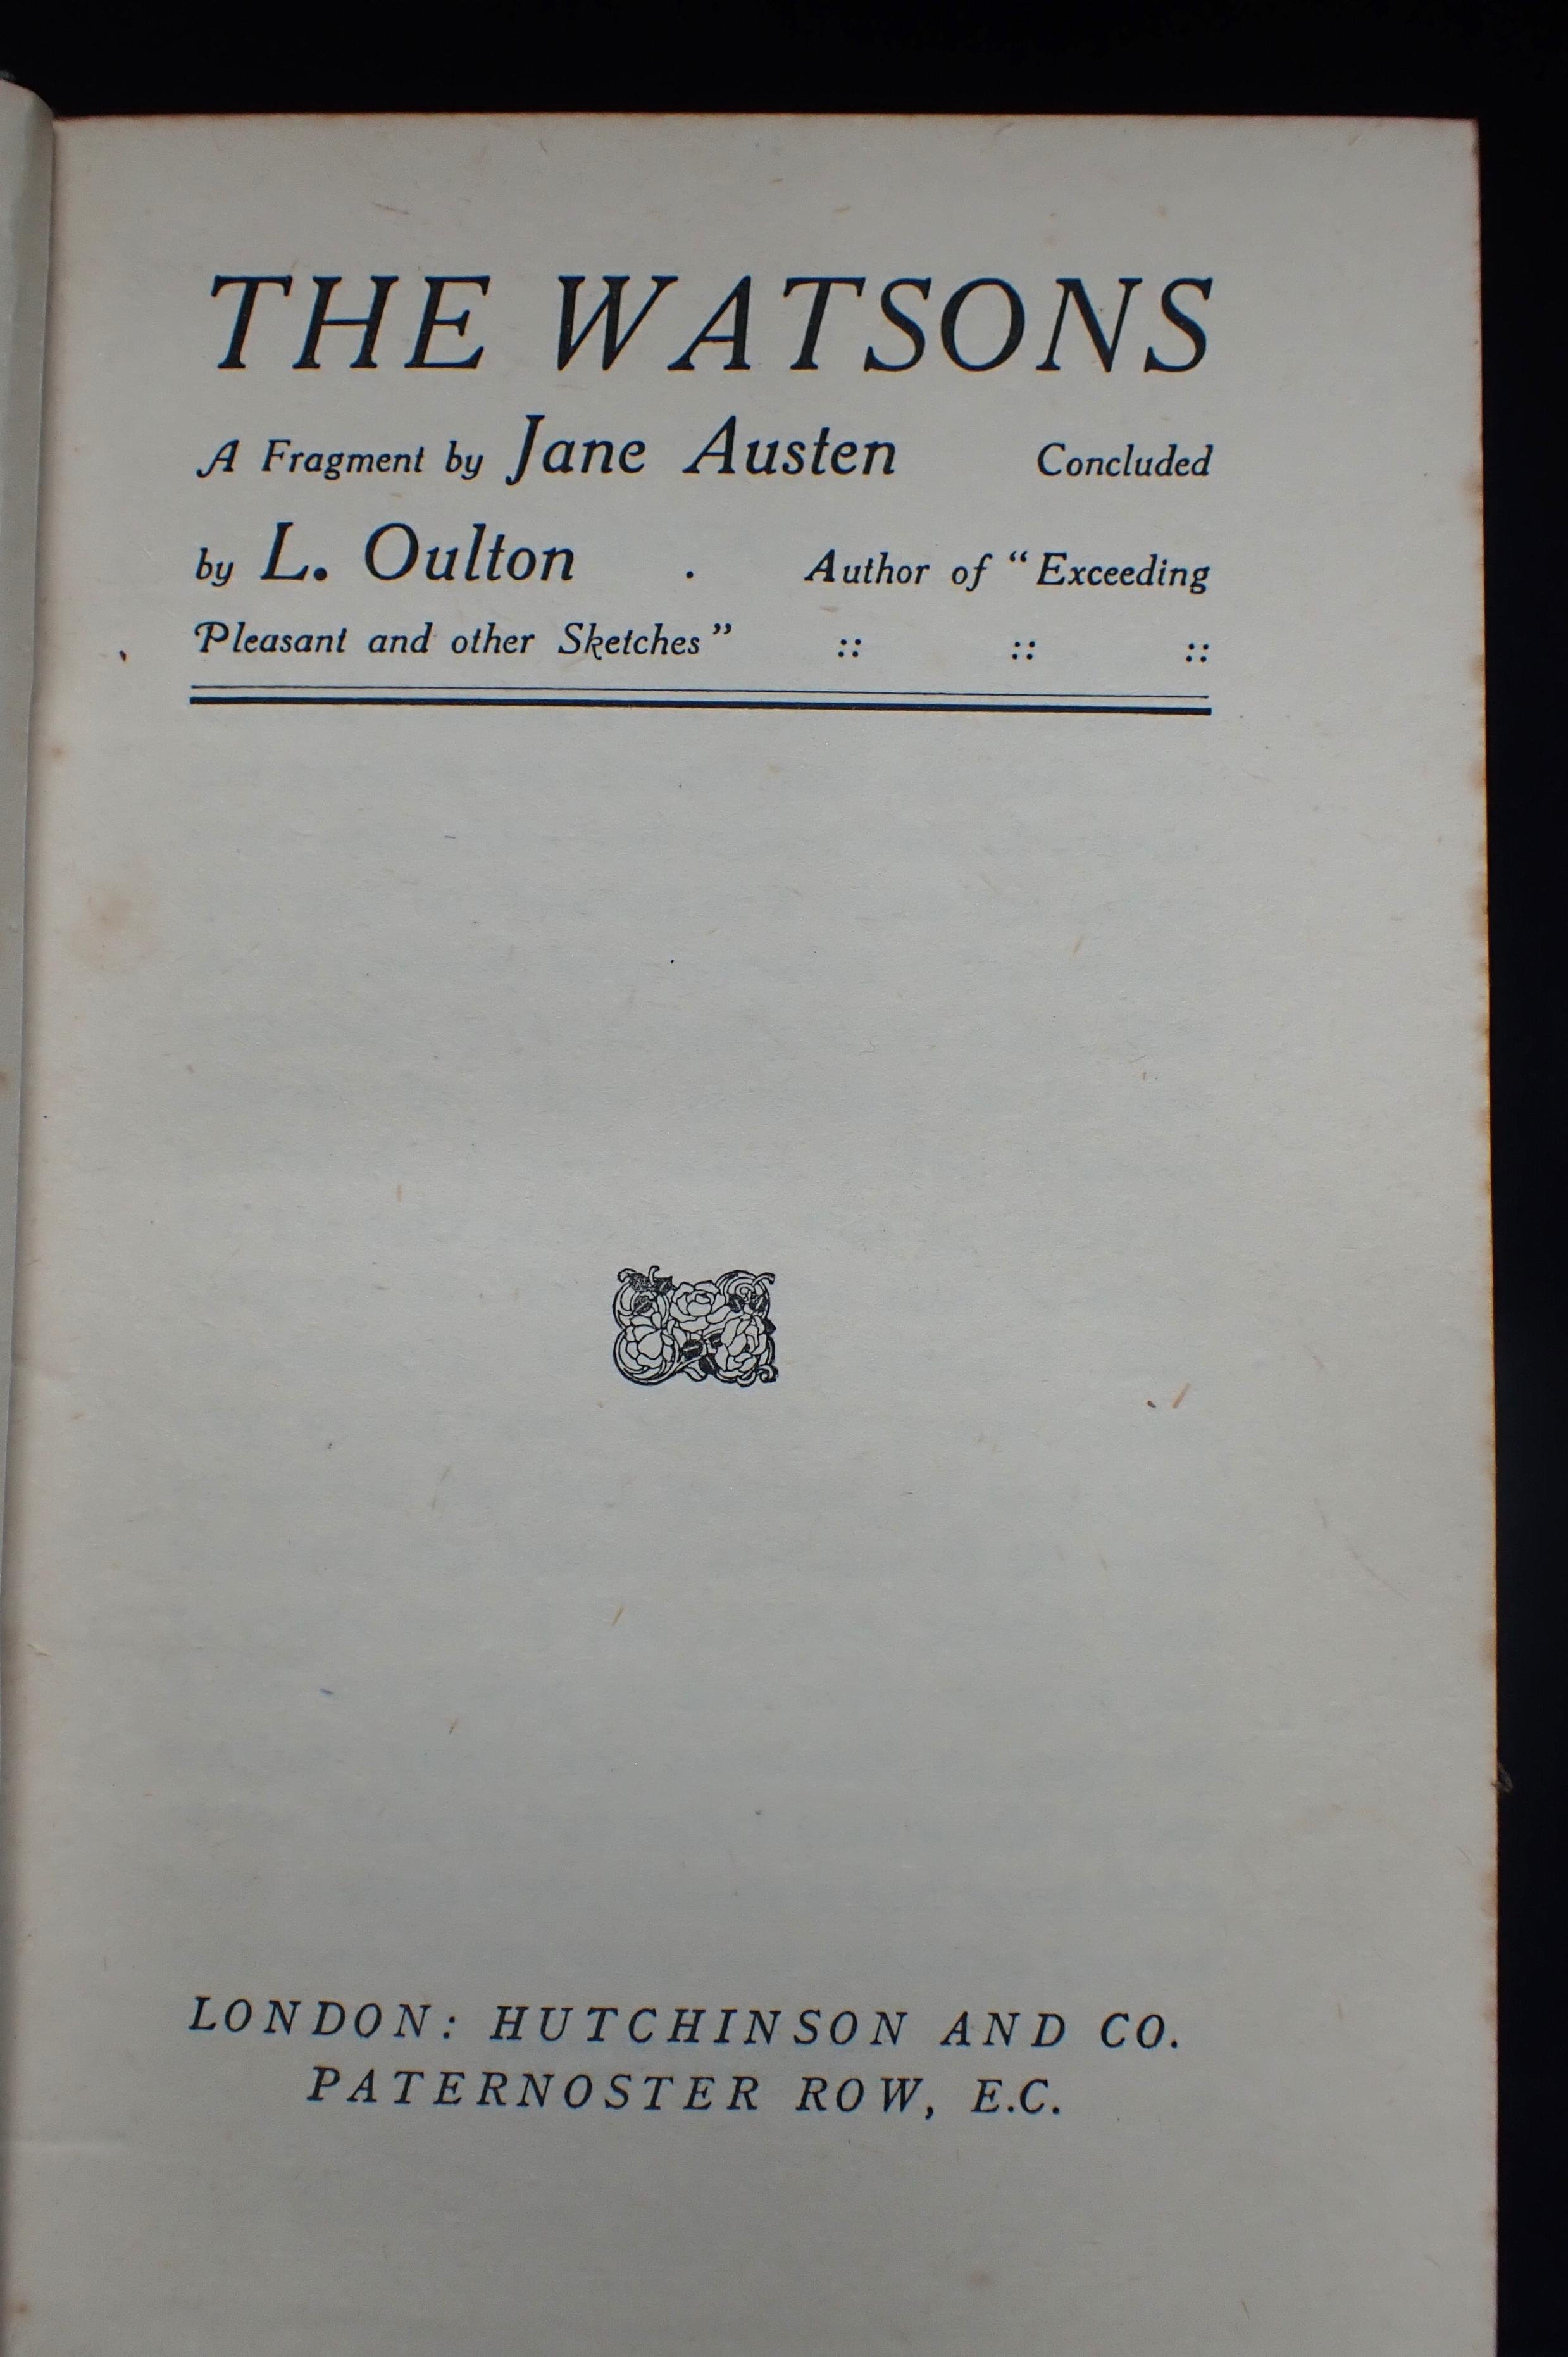 THE WATSONS
A Fragment by Jane Austen Concluded
by L. Oulton . Author of “Exceeding
Pleasant and other Sketches” :: :: ::
LONDON: HUTCHINSON AND CO.
PATERNOSTER ROW, E.C.